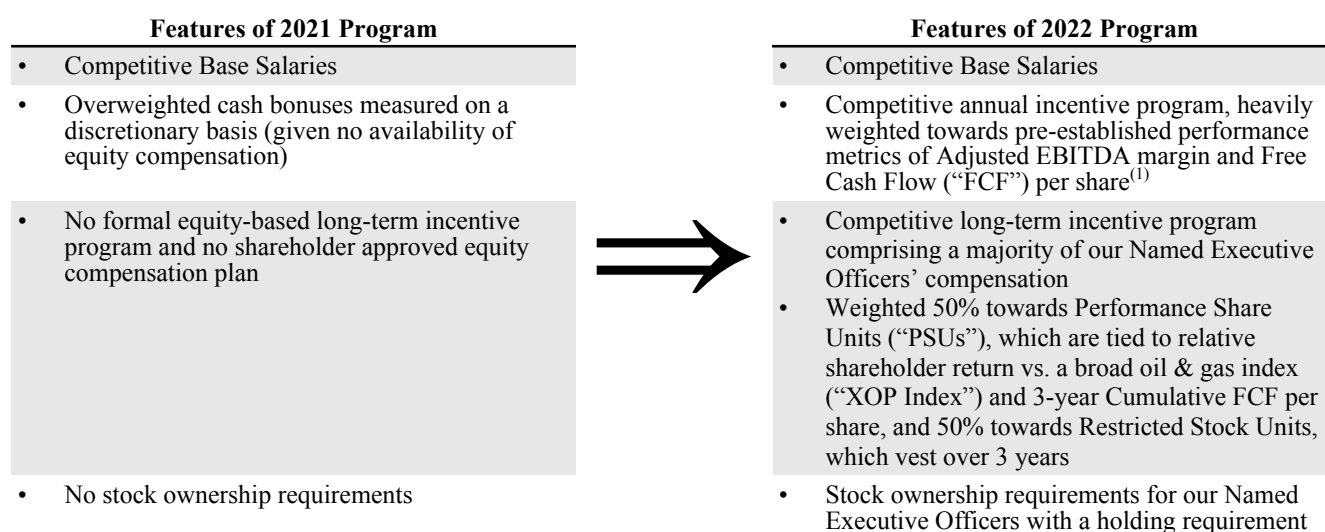 Features of 2021 Program
• Competitive Base Salaries
• Overweighted cash bonuses measured on a
discretionary basis (given no availability of
equity compensation)
• No formal equity-based long-term incentive
program and no shareholder approved equity
compensation plan
• No stock ownership requirements
Features of 2022 Program
• Competitive Base Salaries
• Competitive annual incentive program, heavily
weighted towards pre-established performance
metrics of Adjusted EBITDA margin and Free
Cash Flow (“FCF”) per share(1)
• Competitive long-term incentive program
comprising a majority of our Named Executive
Officers’ compensation
• Weighted 50% towards Performance Share
Units (“PSUs”), which are tied to relative
shareholder return vs. a broad oil & gas index
(“XOP Index”) and 3-year Cumulative FCF per
share, and 50% towards Restricted Stock Units,
which vest over 3 years
• Stock ownership requirements for our Named
Executive Officers with a holding requirement